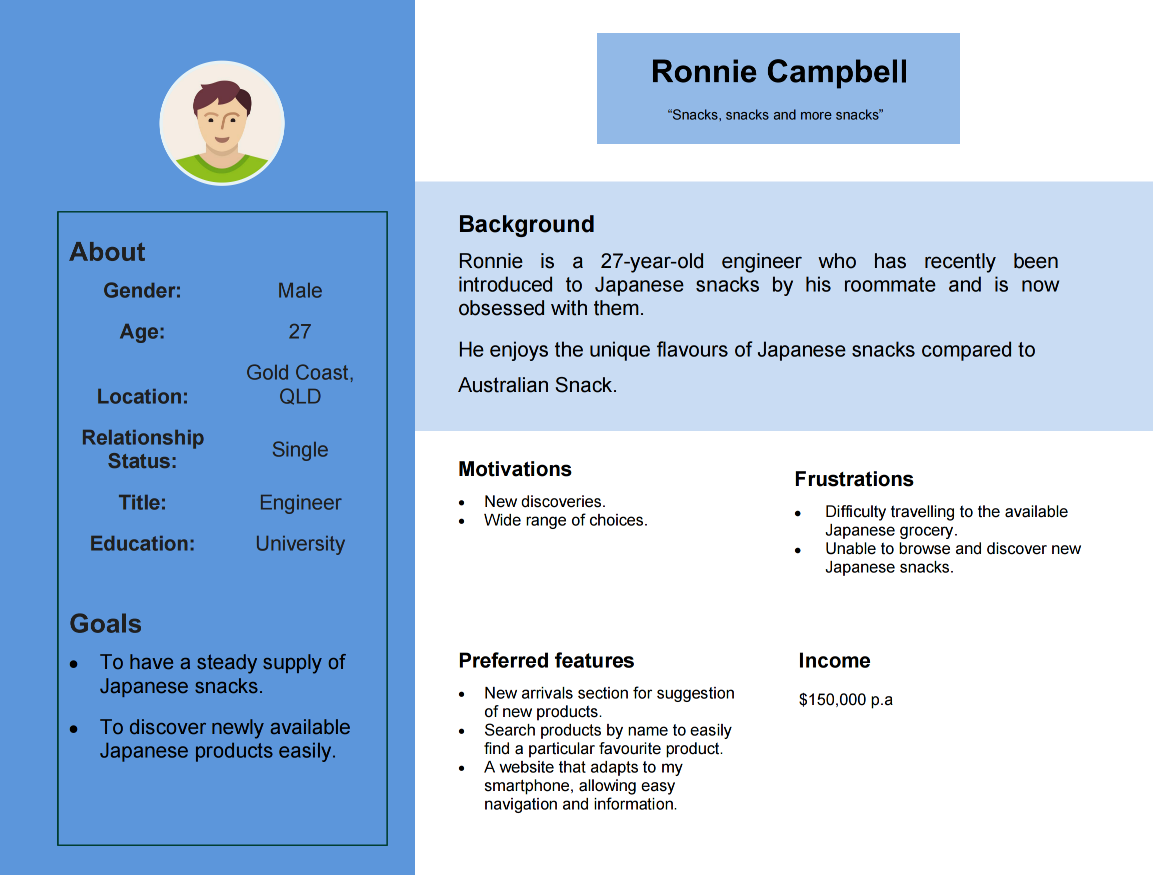 Ronnie Campbell
“Snacks, snacks and more snacks”
About
Gender: Male
Age: 27
Location: Gold Coast,
QLD
Relationship
Status: Single
Title: Engineer
Education: University
Goals
• To have a steady supply of
Japanese snacks.
• To discover newly available
Japanese products easily.
Background
Ronnie is a 27-year-old engineer who has recently been
introduced to Japanese snacks by his roommate and is now
obsessed with them.
He enjoys the unique flavours of Japanese snacks compared to
Australian Snack.
Motivations
• New discoveries.
• Wide range of choices.
Frustrations
• Difficulty travelling to the available
Japanese grocery.
• Unable to browse and discover new
Japanese snacks.
Preferred features
• New arrivals section for suggestion
of new products.
• Search products by name to easily
find a particular favourite product.
• A website that adapts to my
smartphone, allowing easy
navigation and information.
Income
$150,000 p.a